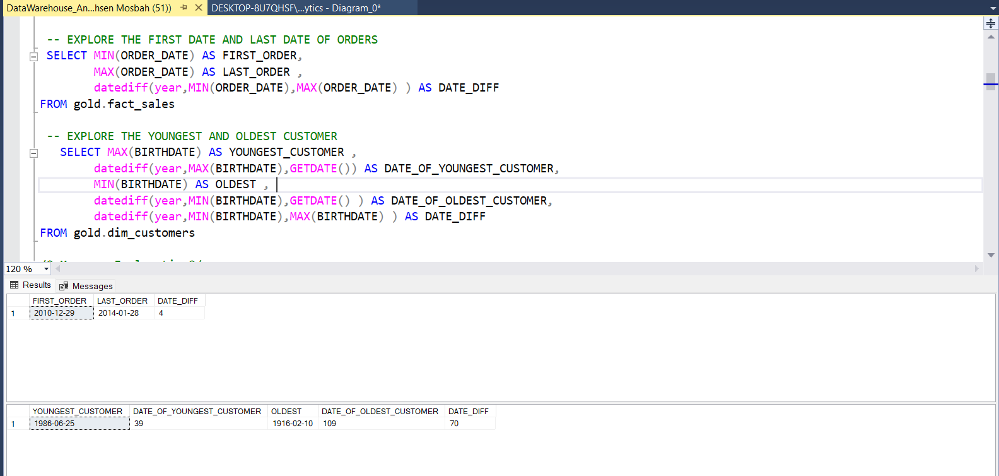 DataWarehouse_An...hsen Mosbah (51))
DESKTOP-8U7QHSF\...ytics - Diagram_0*
-- EXPLORE THE FIRST DATE AND LAST DATE OF ORDERS
SELECT MIN(ORDER_DATE) AS FIRST_ORDER,
MAX(ORDER_DATE) AS LAST_ORDER ,
datediff(year,MIN(ORDER_DATE),MAX(ORDER_DATE) ) AS DATE_DIFF
FROM gold.fact_sales
-- EXPLORE THE YOUNGEST AND OLDEST CUSTOMER
SELECT MAX(BIRTHDATE) AS YOUNGEST_CUSTOMER ,
datediff(year,MAX(BIRTHDATE),GETDATE()) AS DATE_OF_YOUNGEST_CUSTOMER,
MIN(BIRTHDATE) AS OLDEST ,
datediff(year,MIN(BIRTHDATE),GETDATE() ) AS DATE_OF_OLDEST_CUSTOMER,
datediff(year,MIN(BIRTHDATE),MAX(BIRTHDATE) ) AS DATE_DIFF
FROM gold.dim_customers
120 %
Results Messages
FIRST_ORDER LAST_ORDER DATE_DIFF
1 2010-12-29 2014-01-28 4
YOUNGEST_CUSTOMER DATE_OF_YOUNGEST_CUSTOMER OLDEST DATE_OF_OLDEST_CUSTOMER DATE_DIFF
1 1986-06-25 39 1916-02-10 109 70